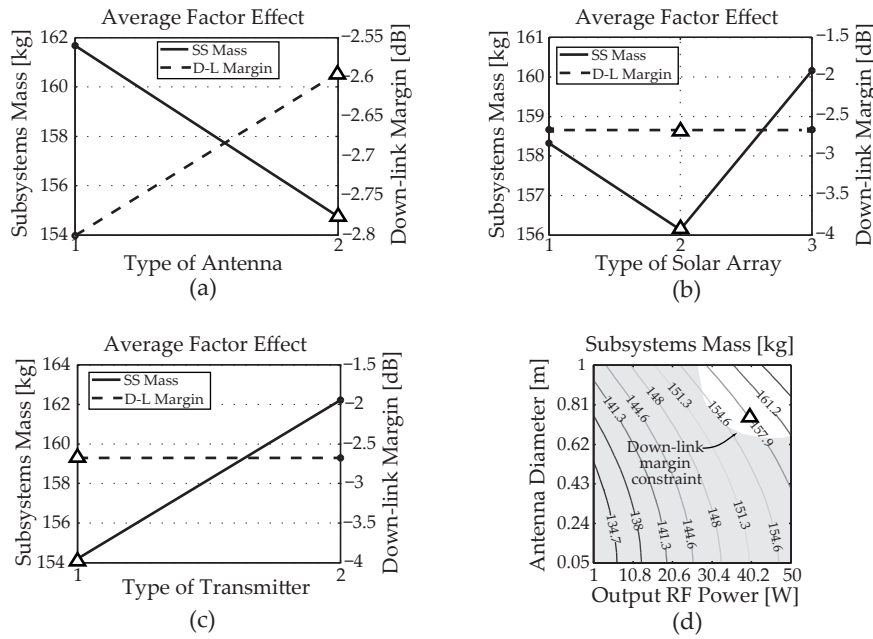 Average Factor Effect
162
160
158
156
154
Subsystems Mass [kg]
SS Mass
D-L Margin
−2.55
−2.6
−2.65
−2.7
−2.75
−2.8
Down-link Margin [dB]
1
2
Type of Antenna
(a)
Average Factor Effect
162
161
160
159
158
157
156
Subsystems Mass [kg]
SS Mass
D-L Margin
−1.5
−2
−2.5
−3
−3.5
−4
Down-link Margin [dB]
1
2
3
Type of Solar Array
(b)
Average Factor Effect
164
162
160
159
156
154
Subsystems Mass [kg]
SS Mass
D-L Margin
−1.5
−2
−2.5
−3
−3.5
−4
Down-link Margin [dB]
1
2
Type of Transmitter
(c)
Subsystems Mass [kg]
1
0.81
0.62
0.43
0.24
0.05
Antenna Diameter [m]
141.3
144.6
148
151.3
154.6
157.9
161.2
Down-link
margin
constraint
134.7
138
141.3
144.6
148
151.3
154.6
1
10.8
20.6
30.4
40.2
50
Output RF Power [W]
(d)